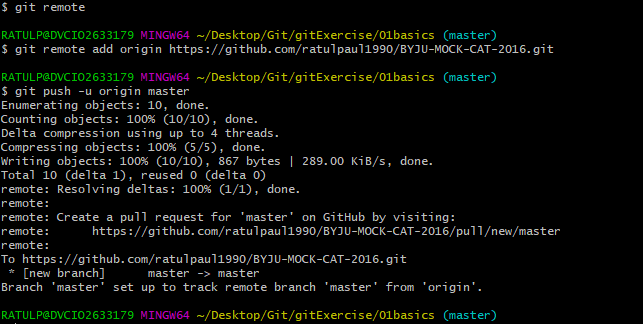 $ git remote
RATULP@DVCIO2633179 MINGW64 ~/Desktop/Git/gitExercise/01basics (master)
$ git remote add origin https://github.com/ratulpaul1990/BYJU-MOCK-CAT-2016.git
RATULP@DVCIO2633179 MINGW64 ~/Desktop/Git/gitExercise/01basics (master)
$ git push -u origin master
Enumerating objects: 10, done.
Counting objects: 100% (10/10), done.
Delta compression using up to 4 threads.
Compressing objects: 100% (5/5), done.
Writing objects: 100% (10/10), 867 bytes | 289.00 KiB/s, done.
Total 10 (delta 1), reused 0 (delta 0)
remote: Resolving deltas: 100% (1/1), done.
remote:
remote: Create a pull request for 'master' on GitHub by visiting:
remote:      https://github.com/ratulpaul1990/BYJU-MOCK-CAT-2016/pull/new/master
remote:
To https://github.com/ratulpaul1990/BYJU-MOCK-CAT-2016.git
 * [new branch]      master -> master
Branch 'master' set up to track remote branch 'master' from 'origin'.
RATULP@DVCIO2633179 MINGW64 ~/Desktop/Git/gitExercise/01basics (master)